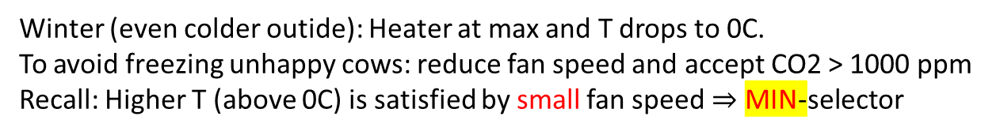 Winter (even colder outide): Heater at max and T drops to 0C.
To avoid freezing unhappy cows: reduce fan speed and accept CO2 > 1000 ppm
Recall: Higher T (above 0C) is satisfied by small fan speed ⇒ MIN-selector